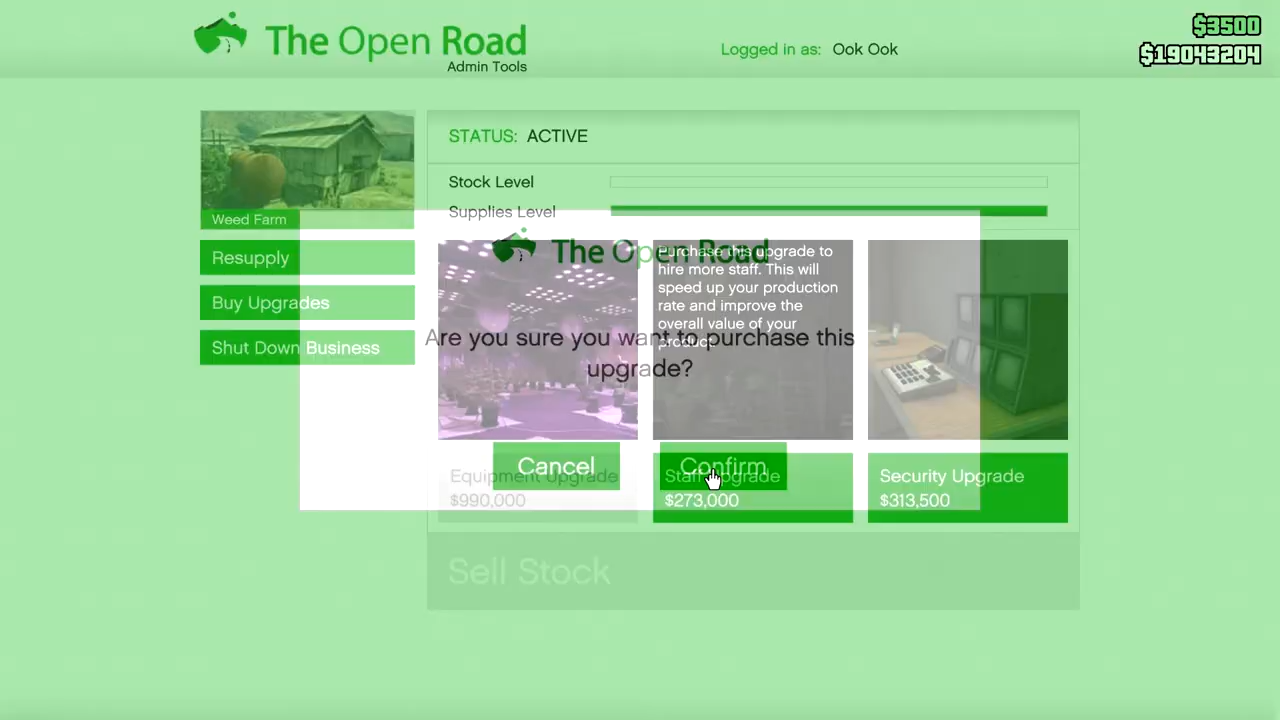 The Open Road
Admin Tools
Logged in as: Ook Ook
$3500
$19043204
Weed Farm
Resupply
Buy Upgrades
Shut Down Business
STATUS: ACTIVE
Stock Level
Supplies Level
The Open Road
Purchase this upgrade to
hire more staff. This will
speed up your production
rate and improve the
overall value of your
product.
Are you sure you want to purchase this
upgrade?
Cancel
Confirm
Equipment Upgrade
$990,000
Staff Upgrade
$273,000
Security Upgrade
$313,500
Sell Stock